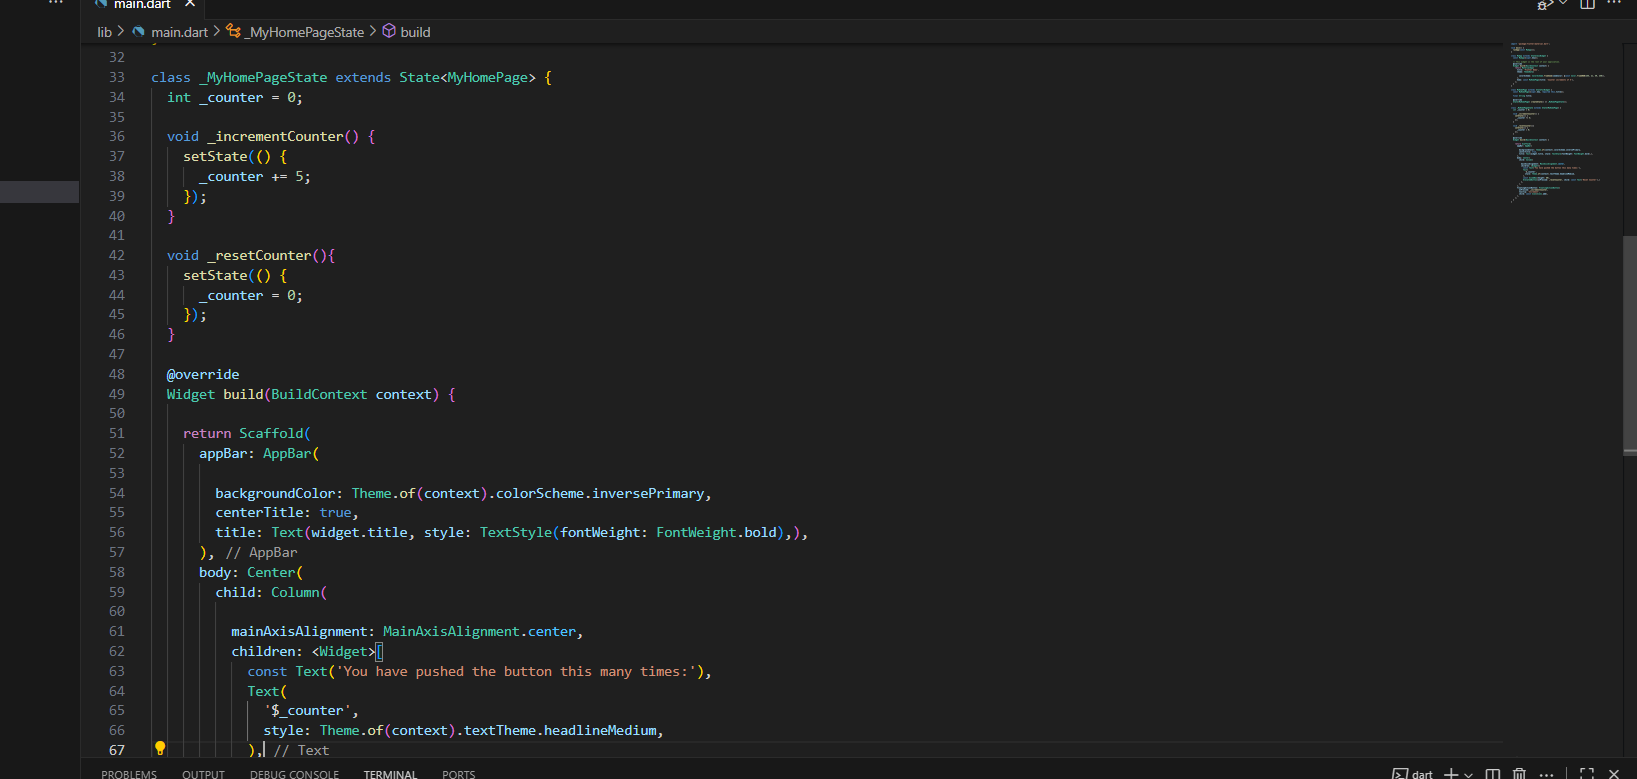 main.dart
lib > main.dart > _MyHomePageState > build
32
33 class _MyHomePageState extends State<MyHomePage> {
34 int _counter = 0;
35
36 void _incrementCounter() {
37 setState(() {
38 _counter += 5;
39 });
40 }
41
42 void _resetCounter(){
43 setState(() {
44 _counter = 0;
45 });
46 }
47
48 @override
49 Widget build(BuildContext context) {
50
51 return Scaffold(
52 appBar: AppBar(
53
54 backgroundColor: Theme.of(context).colorScheme.inversePrimary,
55 centerTitle: true,
56 title: Text(widget.title, style: TextStyle(fontWeight: FontWeight.bold),),
57 ), // AppBar
58 body: Center(
59 child: Column(
60
61 mainAxisAlignment: MainAxisAlignment.center,
62 children: <Widget>[
63 const Text('You have pushed the button this many times:'),
64 Text(
65 '$_counter',
66 style: Theme.of(context).textTheme.headlineMedium,
67 ), // Text
PROBLEMS OUTPUT DEBUG CONSOLE TERMINAL PORTS dart